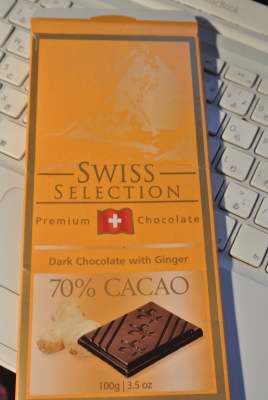 SWISS
SELECTION
Premium Chocolate
Dark Chocolate with Ginger
70% CACAO
100g | 3.5 oz